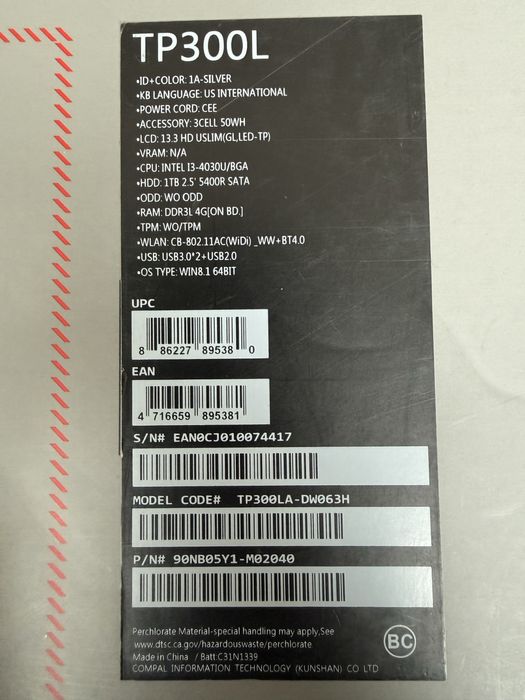 TP300L
•ID+COLOR: 1A-SILVER
•KB LANGUAGE: US INTERNATIONAL
•POWER CORD: CEE
•ACCESSORY: 3CELL 50WH
•LCD: 13.3 HD USLIM(GL,LED-TP)
•VRAM: N/A
•CPU: INTEL I3-4030U/BGA
•HDD: 1TB 2.5' 5400R SATA
•ODD: WO ODD
•RAM: DDR3L 4G[ON BD.]
•TPM: WO/TPM
•WLAN: CB-802.11AC(WiDi) _WW+BT4.0
•USB: USB3.0*2+USB2.0
•OS TYPE: WIN8.1 64BIT
UPC
8 86227 89538 0
EAN
4 716659 895381
S/N# EAN0CJ010074417
MODEL CODE# TP300LA-DW063H
P/N# 90NB05Y1-M02040
Perchlorate Material-special handling may apply,See
www.dtsc.ca.gov/hazardouswaste/perchlorate
Made in China / Batt:C31N1339
COMPAL INFORMATION TECHNOLOGY (KUNSHAN) CO LTD
BC